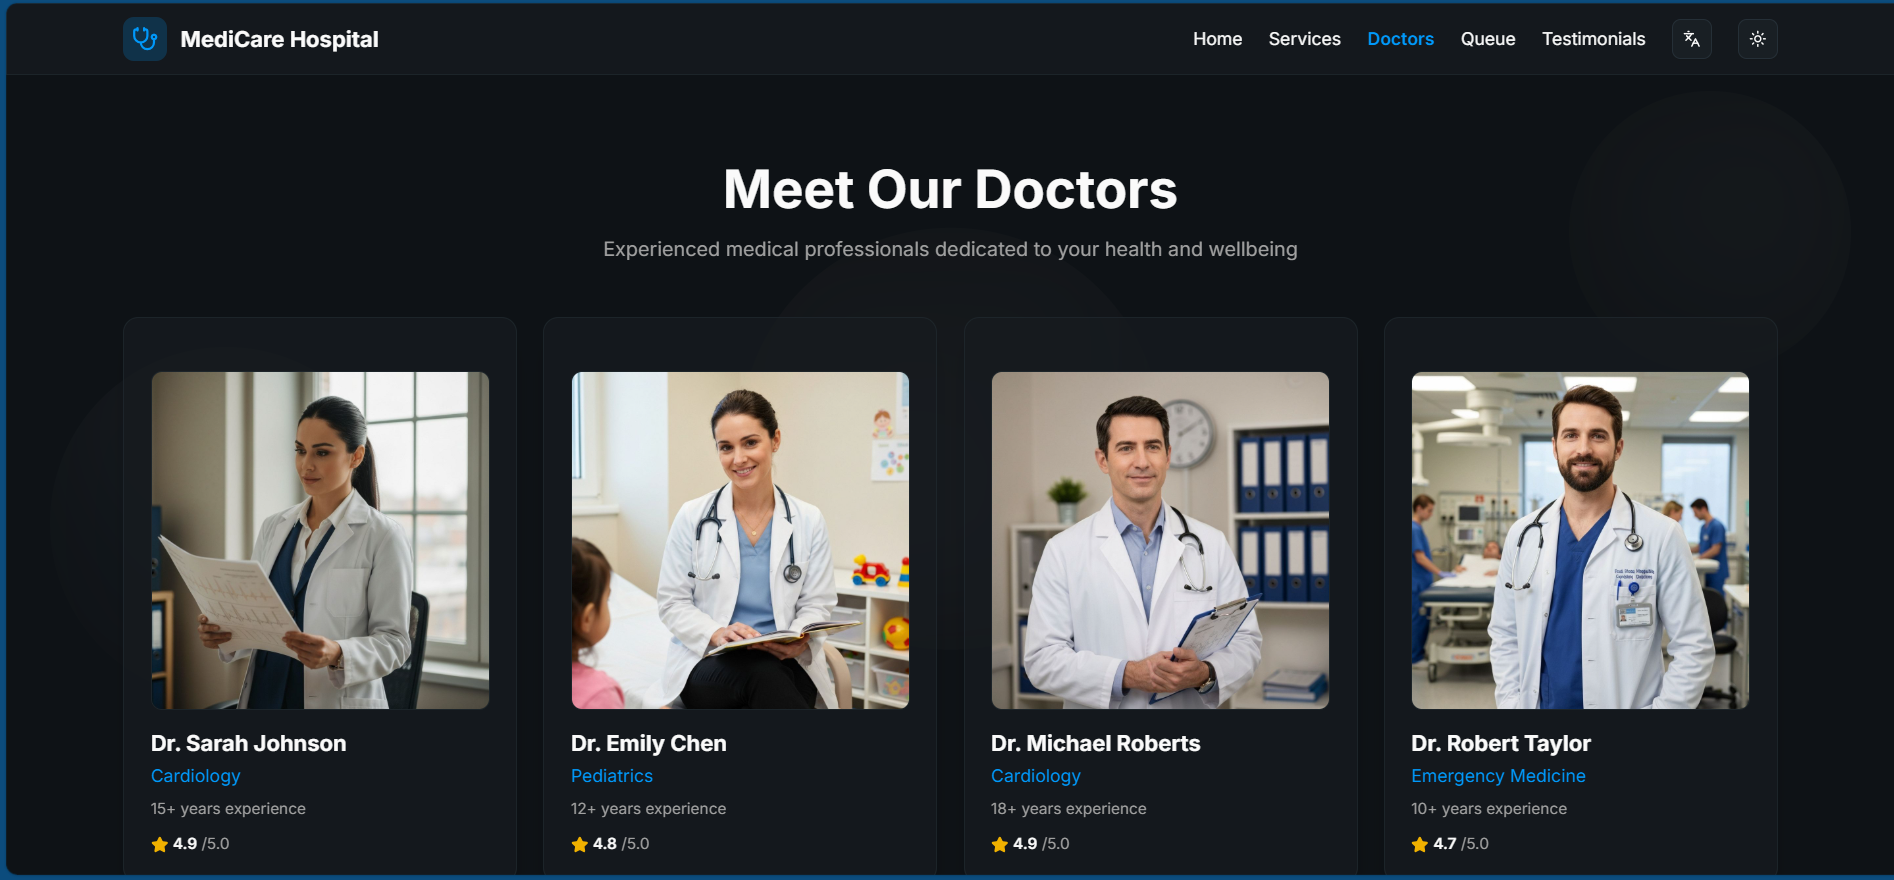 MediCare Hospital
Home Services Doctors Queue Testimonials
Meet Our Doctors
Experienced medical professionals dedicated to your health and wellbeing
Dr. Sarah Johnson
Cardiology
15+ years experience
4.9 /5.0
Dr. Emily Chen
Pediatrics
12+ years experience
4.8 /5.0
Dr. Michael Roberts
Cardiology
18+ years experience
4.9 /5.0
Dr. Robert Taylor
Emergency Medicine
10+ years experience
4.7 /5.0